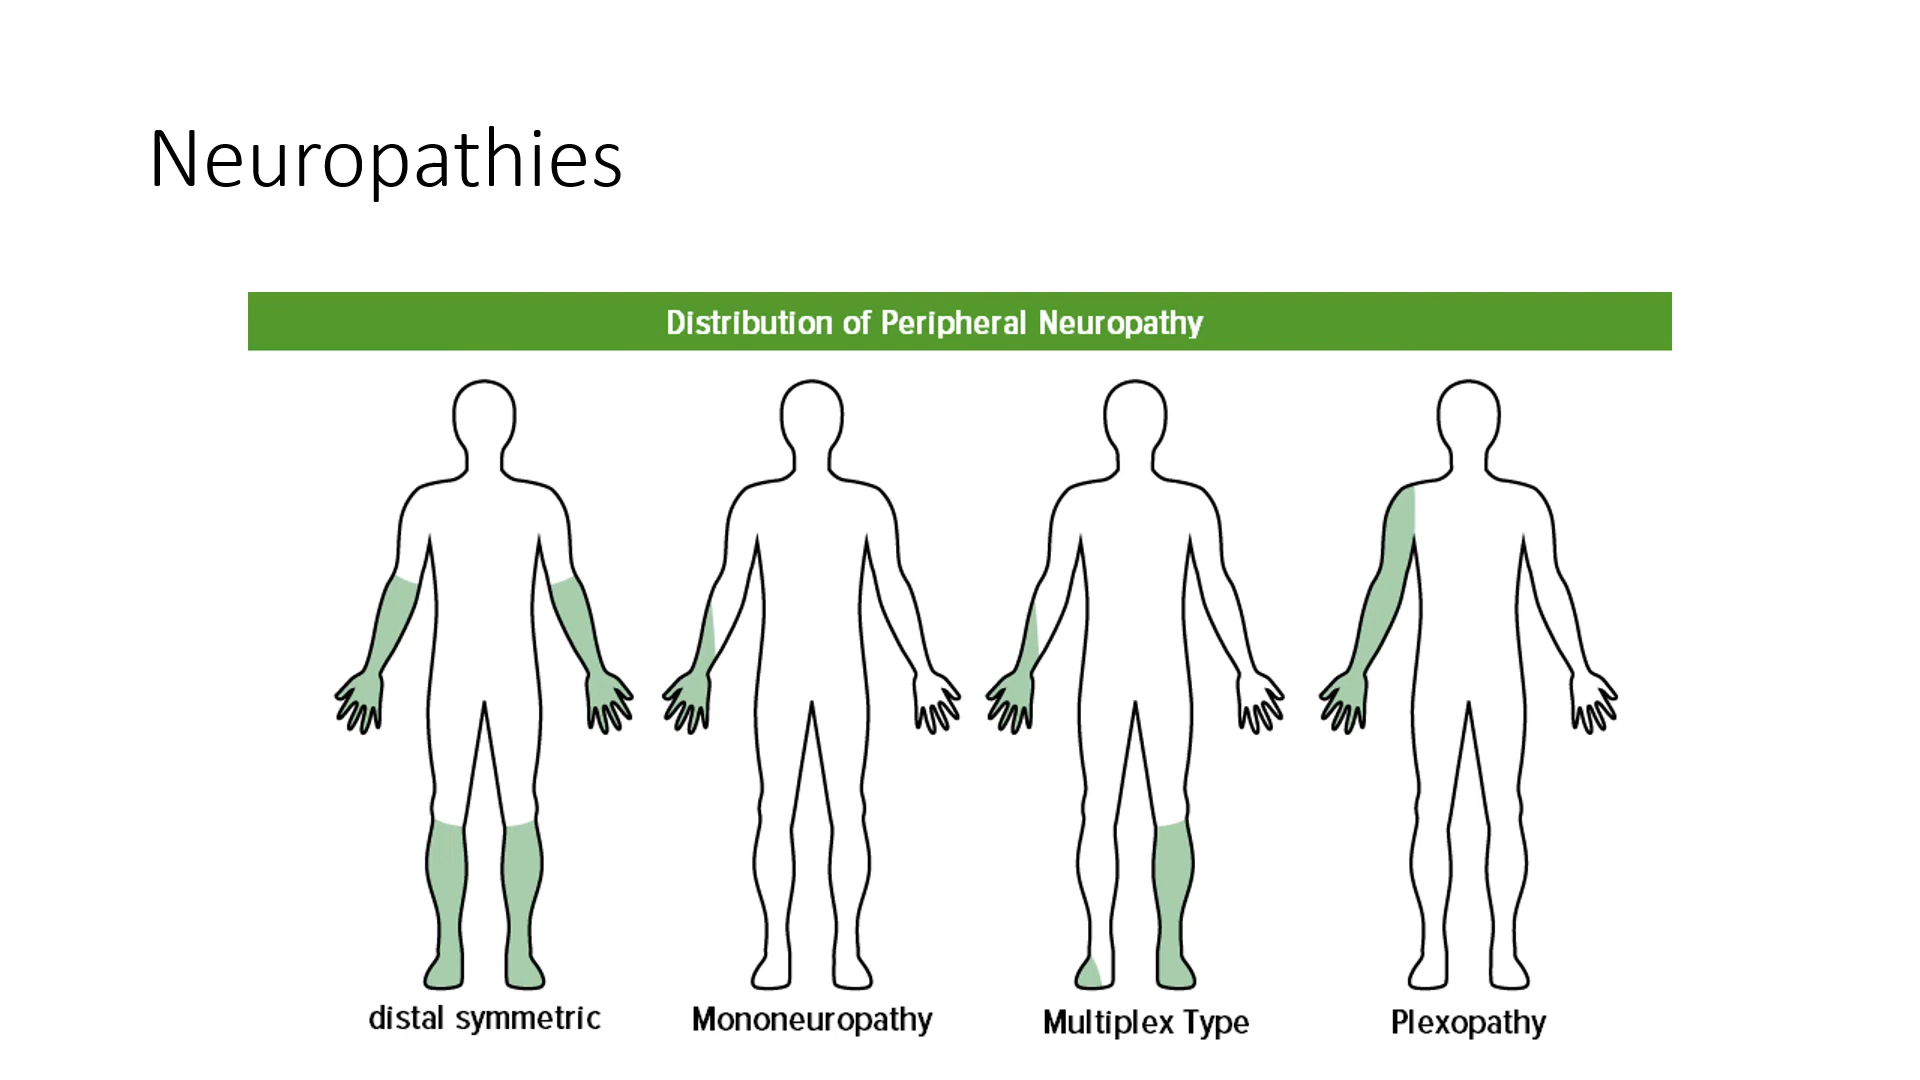 Neuropathies
Distribution of Peripheral Neuropathy
distal symmetric
Mononeuropathy
Multiplex Type
Plexopathy